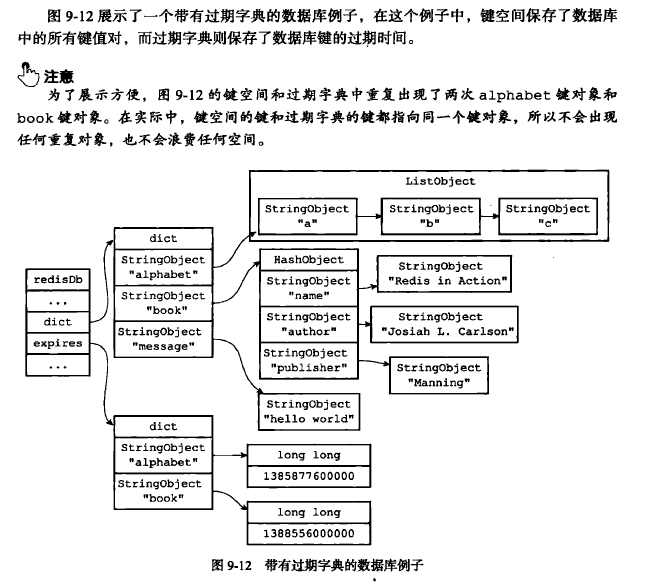 图 9-12 展示了一个带有过期字典的数据库例子，在这个例子中，键空间保存了数据库
中的所有键值对，而过期字典则保存了数据库键的过期时间。
注意
为了展示方便，图 9-12 的键空间和过期字典中重复出现了两次 alphabet 键对象和
book 键对象。在实际中，键空间的键和过期字典的键都指向同一个键对象，所以不会出现
任何重复对象，也不会浪费任何空间。
ListObject
StringObject
"a"
StringObject
"b"
StringObject
"c"
redisDb
...
dict
expires
...
dict
StringObject
"alphabet"
StringObject
"book"
StringObject
"message"
HashObject
StringObject
"name"
StringObject
"author"
StringObject
"publisher"
StringObject
"Redis in Action"
StringObject
"Josiah L. Carlson"
StringObject
"Manning"
StringObject
"hello world"
dict
StringObject
"alphabet"
StringObject
"book"
long long
1385877600000
long long
1388556000000
图 9-12 带有过期字典的数据库例子